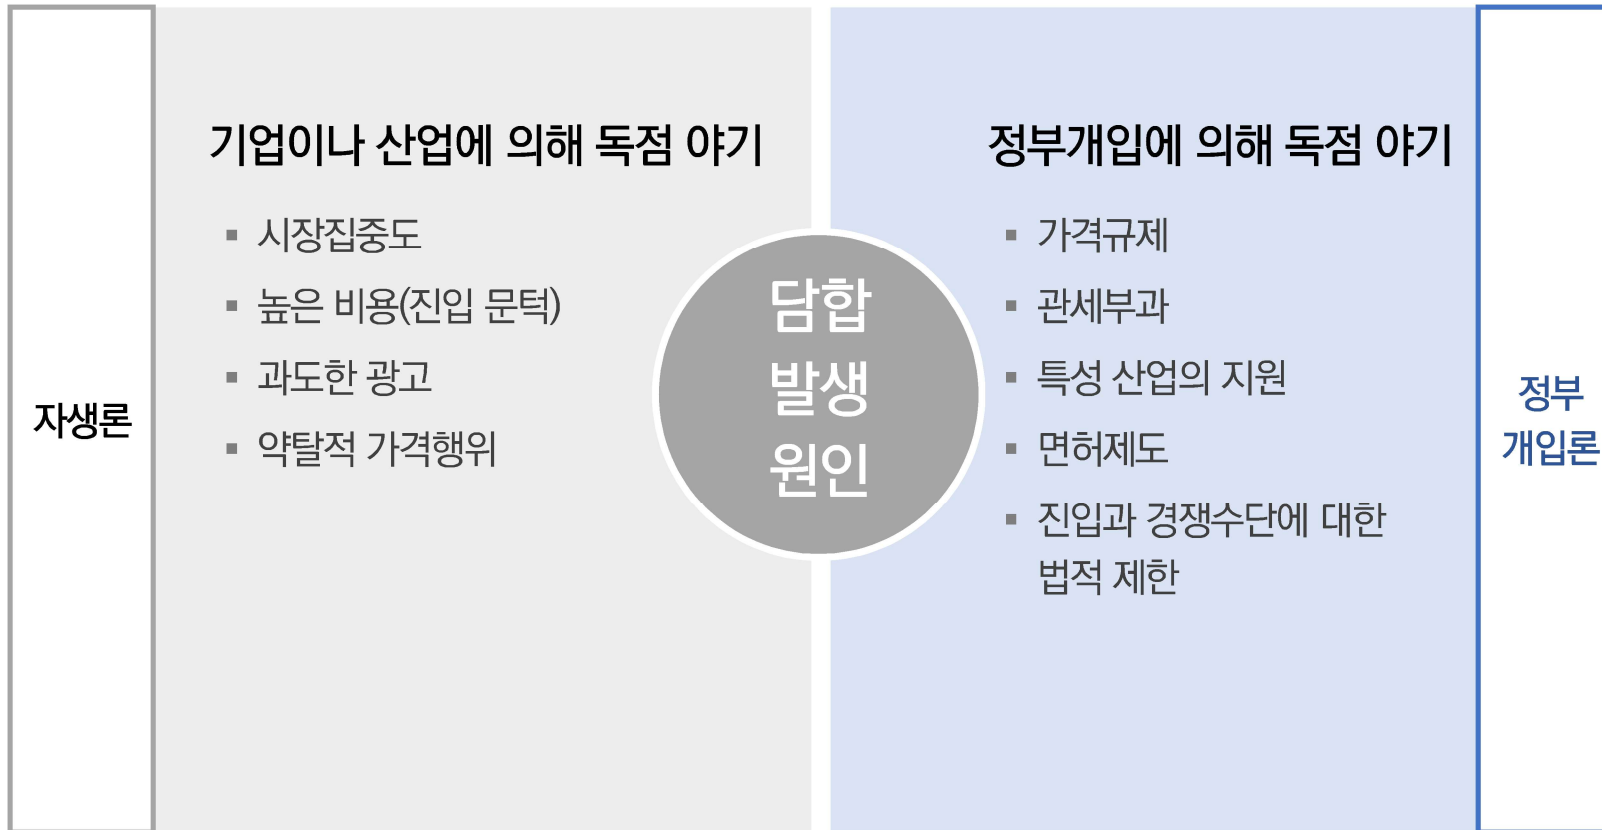 자생론
기업이나 산업에 의해 독점 야기
▪ 시장집중도
▪ 높은 비용(진입 문턱)
▪ 과도한 광고
▪ 약탈적 가격행위
담합
발생
원인
정부개입에 의해 독점 야기
▪ 가격규제
▪ 관세부과
▪ 특성 산업의 지원
▪ 면허제도
▪ 진입과 경쟁수단에 대한
법적 제한
정부
개입론